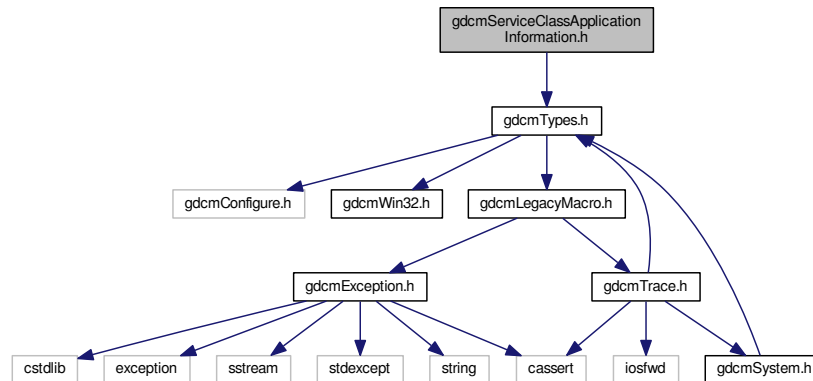 gdcmServiceClassApplication
Information.h
gdcmTypes.h
gdcmConfigure.h
gdcmWin32.h
gdcmLegacyMacro.h
gdcmException.h
gdcmTrace.h
cstdlib
exception
sstream
stdexcept
string
cassert
iosfwd
gdcmSystem.h